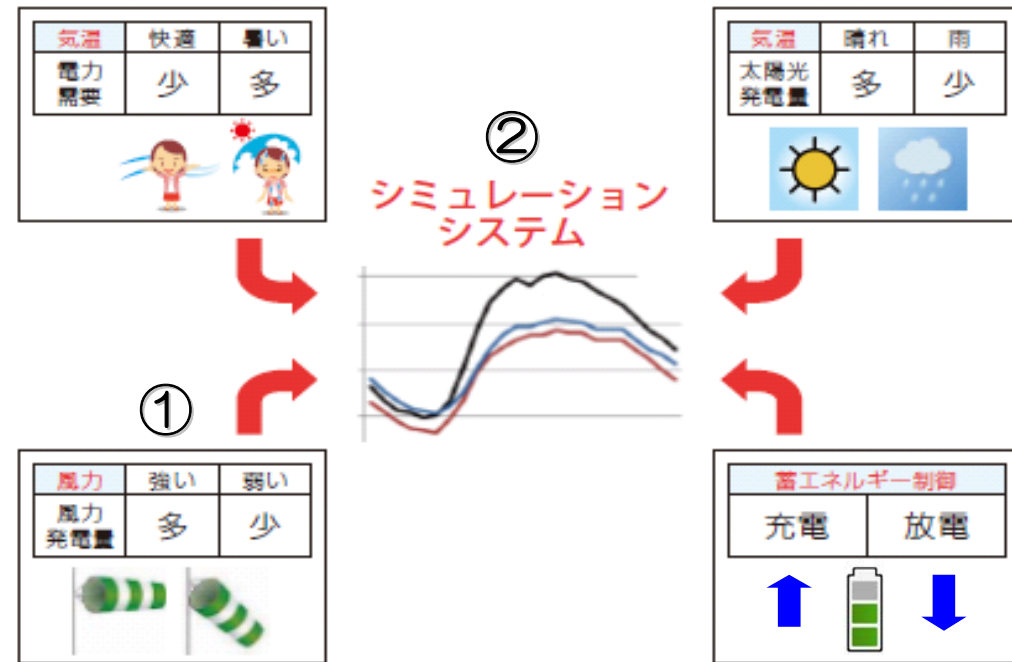 気温 快適 暑い
電力
需要 少 多
気温 晴れ 雨
太陽光
発電量 多 少
②
シミュレーション
システム
①
風力 強い 弱い
風力
発電量 多 少
蓄エネルギー制御
充電 放電